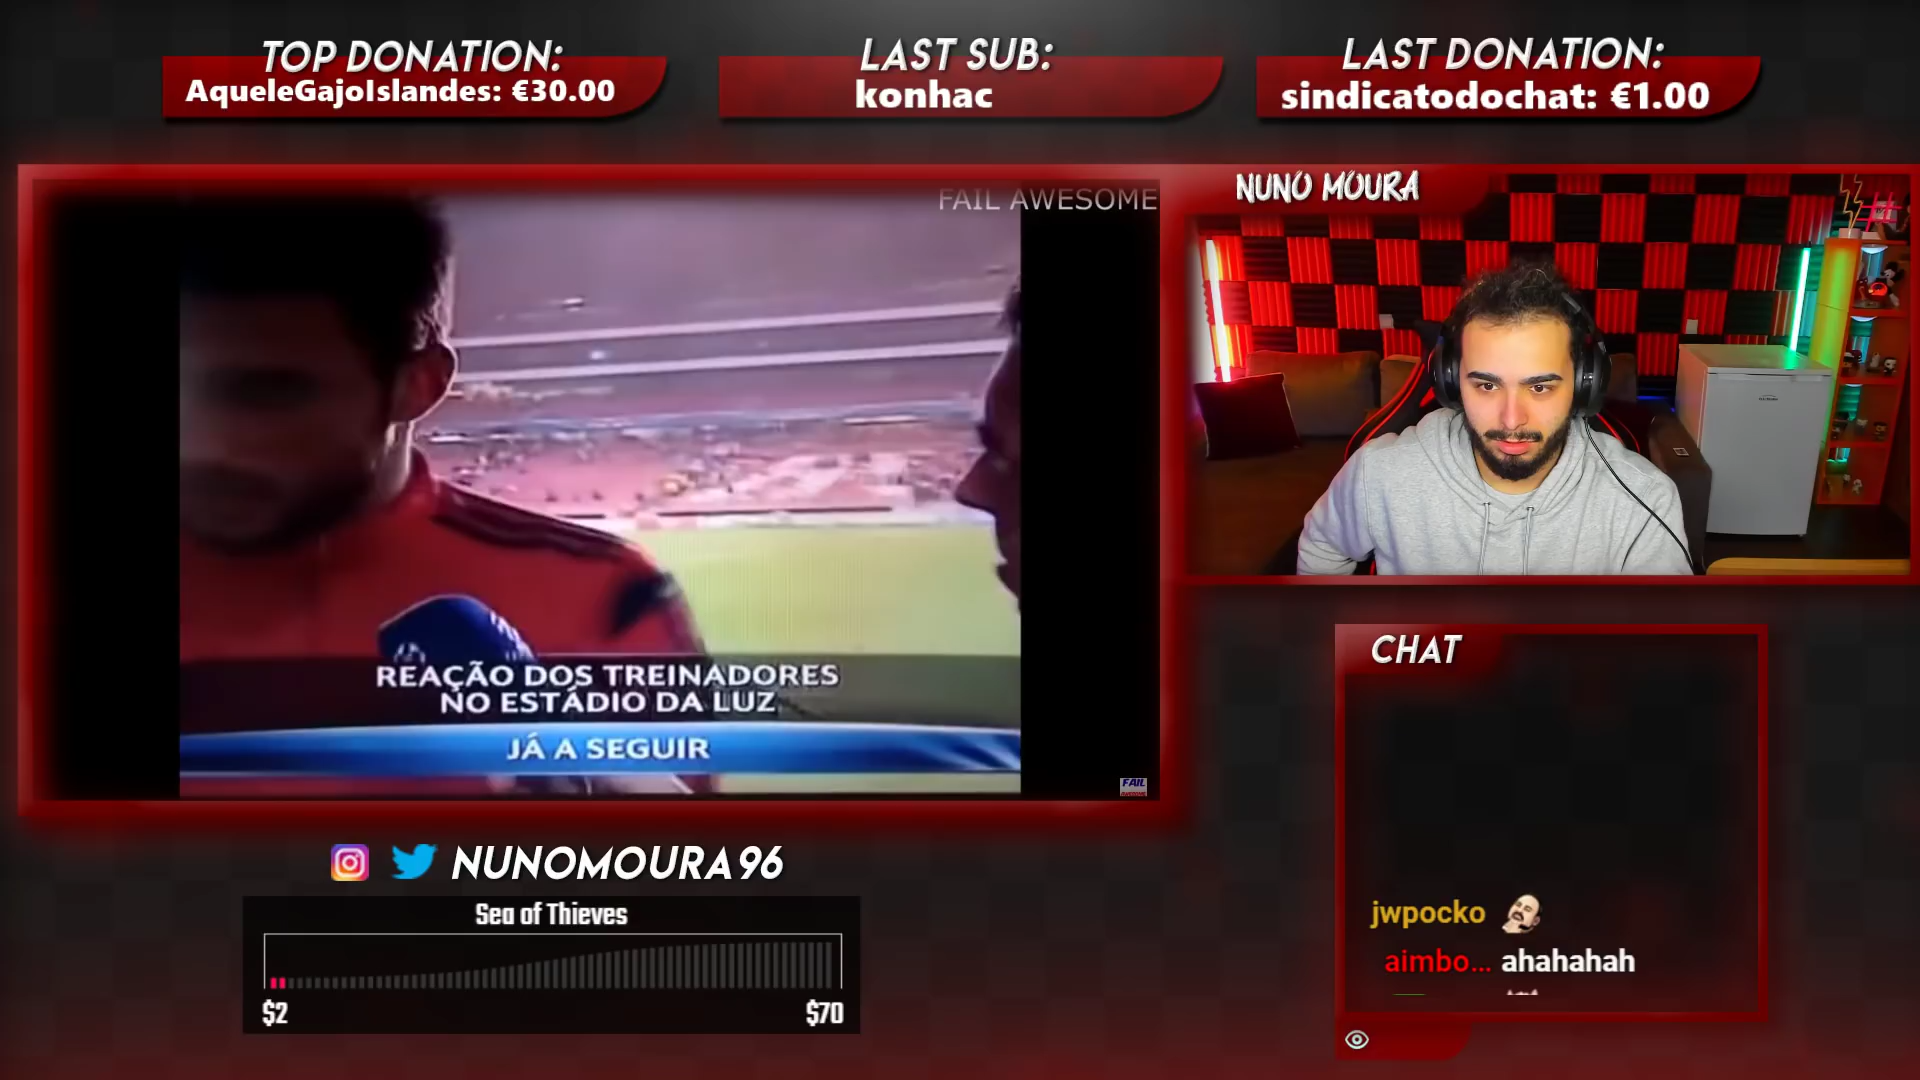 TOP DONATION:
AqueleGajoIslandes: €30.00
LAST SUB:
konhac
LAST DONATION:
sindicatodochat: €1.00
FAIL AWESOME
NUNO MOURA
REAÇÃO DOS TREINADORES
NO ESTÁDIO DA LUZ
JÁ A SEGUIR
FAIL
AWESOME
CHAT
jwpocko
aimbo... ahahahah
NUNOMOURA96
Sea of Thieves
$2
$70